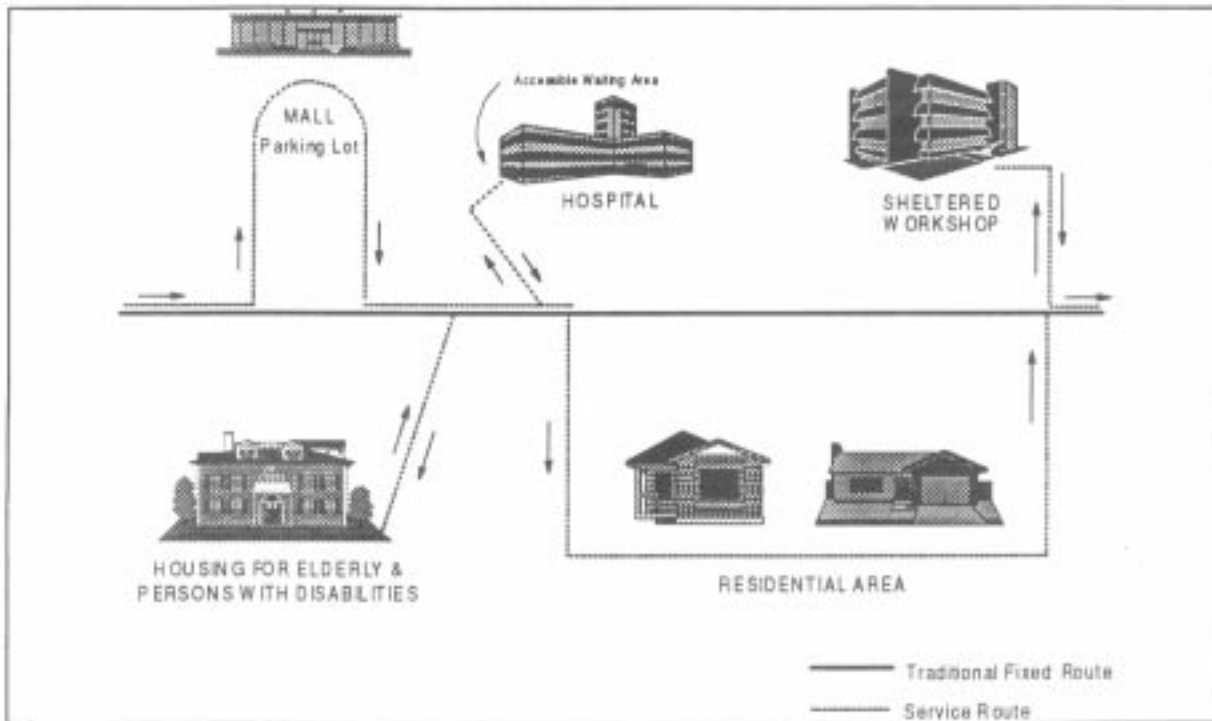 Accessible Waiting Area
MALL
Parking Lot
HOSPITAL
SHELTERED
WORKSHOP
HOUSING FOR ELDERLY &
PERSONS WITH DISABILITIES
RESIDENTIAL AREA
Traditional Fixed Route
Service Route